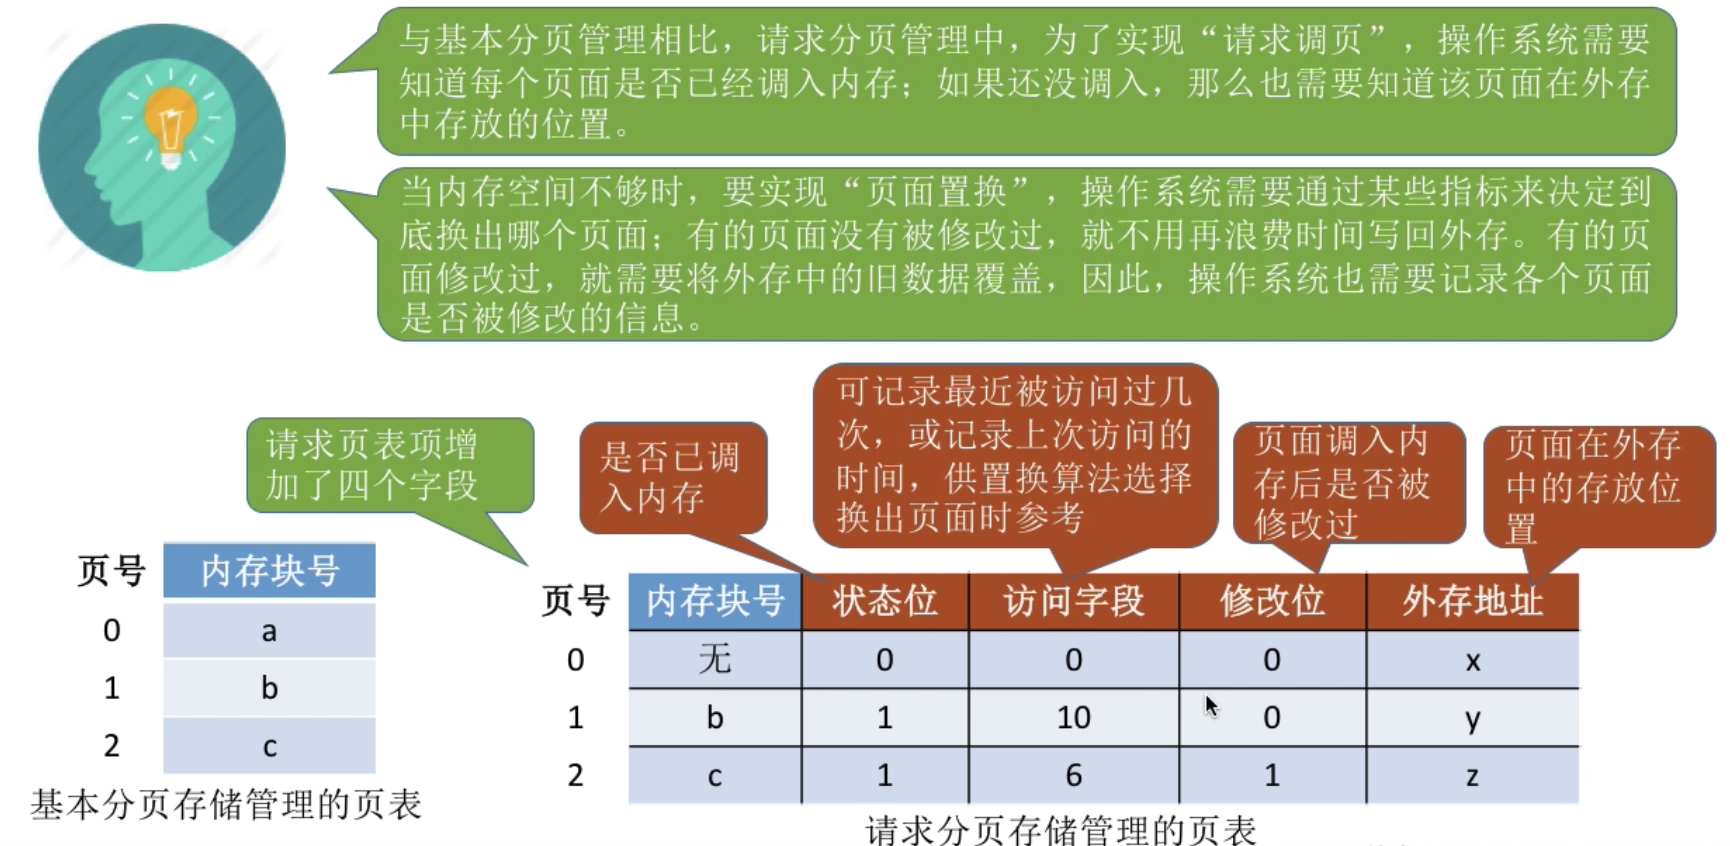 与基本分页管理相比，请求分页管理中，为了实现“请求调页”，操作系统需要
知道每个页面是否已经调入内存；如果还没调入，那么也需要知道该页面在外存
中存放的位置。
当内存空间不够时，要实现“页面置换”，操作系统需要通过某些指标来决定到
底换出哪个页面；有的页面没有被修改过，就不用再浪费时间写回外存。有的页
面修改过，就需要将外存中的旧数据覆盖，因此，操作系统也需要记录各个页面
是否被修改的信息。
请求页表项增
加了四个字段
是否已调
入内存
可记录最近被访问过几
次，或记录上次访问的
时间，供置换算法选择
换出页面时参考
页面调入内
存后是否被
修改过
页面在外存
中的存放位
置
页号 内存块号
0 a
1 b
2 c
基本分页存储管理的页表
页号 内存块号 状态位 访问字段 修改位 外存地址
0 无 0 0 0 x
1 b 1 10 0 y
2 c 1 6 1 z
请求分页存储管理的页表